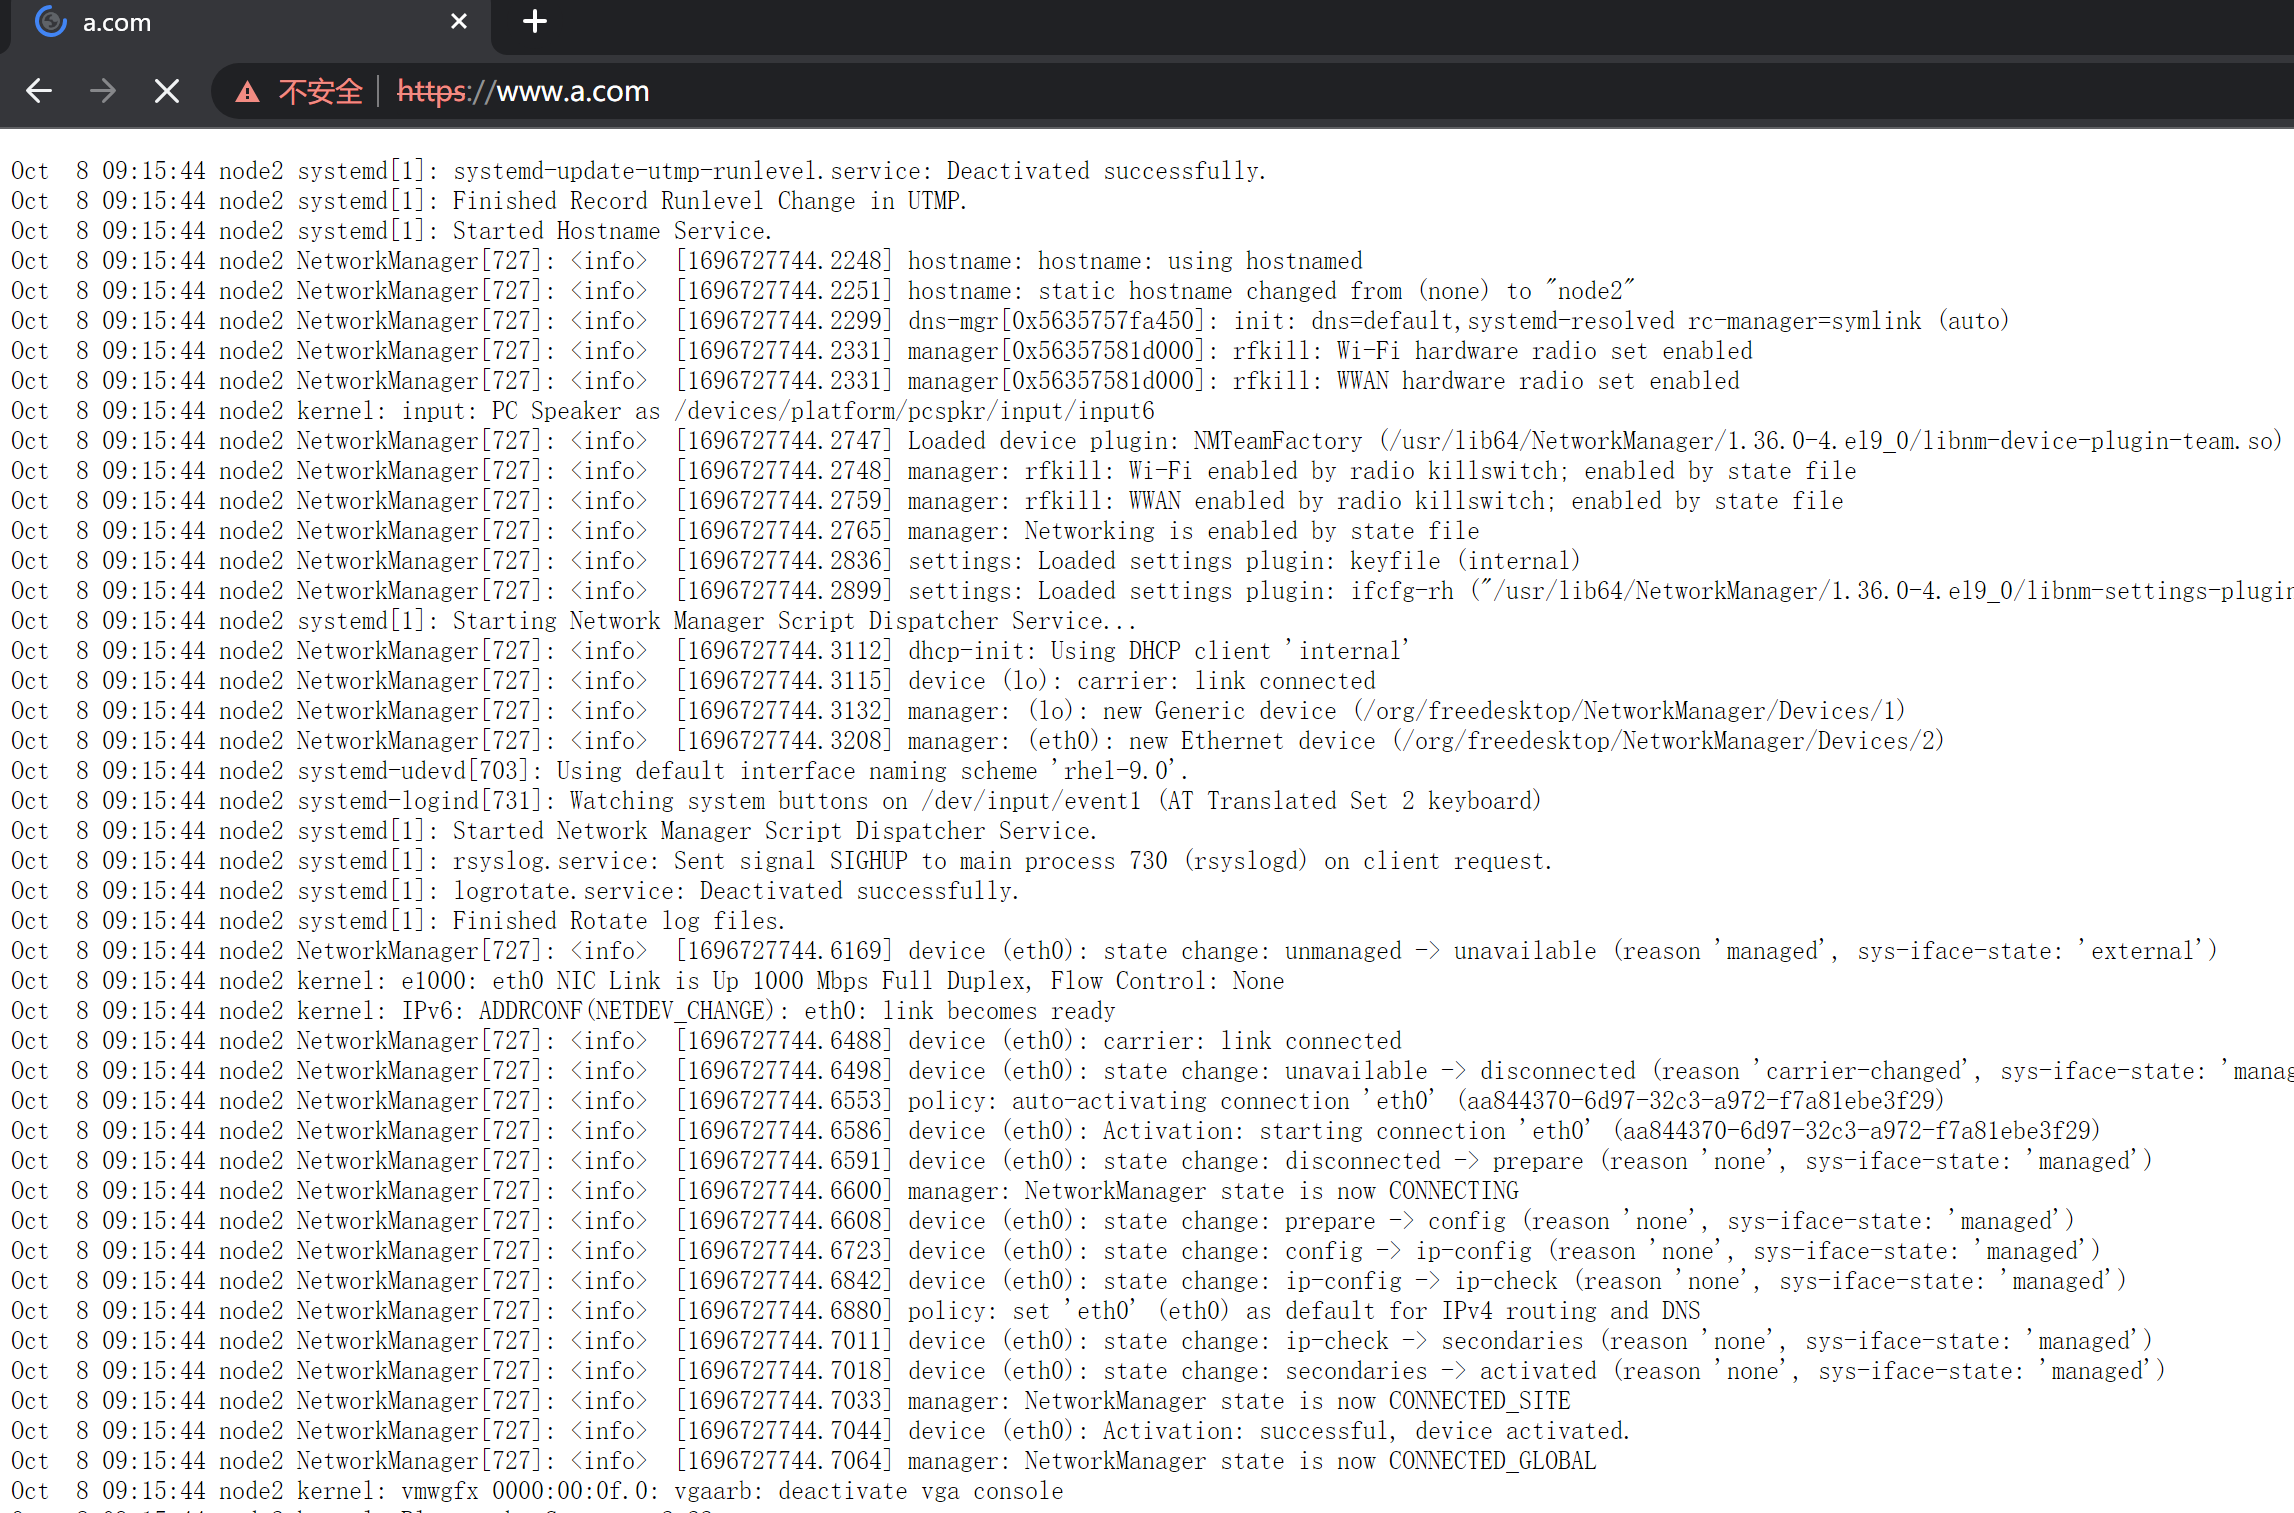 a.com
不安全 https://www.a.com
Oct  8 09:15:44 node2 systemd[1]: systemd-update-utmp-runlevel.service: Deactivated successfully.
Oct  8 09:15:44 node2 systemd[1]: Finished Record Runlevel Change in UTMP.
Oct  8 09:15:44 node2 systemd[1]: Started Hostname Service.
Oct  8 09:15:44 node2 NetworkManager[727]: <info>  [1696727744.2248] hostname: hostname: using hostnamed
Oct  8 09:15:44 node2 NetworkManager[727]: <info>  [1696727744.2251] hostname: static hostname changed from (none) to "node2"
Oct  8 09:15:44 node2 NetworkManager[727]: <info>  [1696727744.2299] dns-mgr[0x5635757fa450]: init: dns=default,systemd-resolved rc-manager=symlink (auto)
Oct  8 09:15:44 node2 NetworkManager[727]: <info>  [1696727744.2331] manager[0x56357581d000]: rfkill: Wi-Fi hardware radio set enabled
Oct  8 09:15:44 node2 NetworkManager[727]: <info>  [1696727744.2331] manager[0x56357581d000]: rfkill: WWAN hardware radio set enabled
Oct  8 09:15:44 node2 kernel: input: PC Speaker as /devices/platform/pcspkr/input/input6
Oct  8 09:15:44 node2 NetworkManager[727]: <info>  [1696727744.2747] Loaded device plugin: NMTeamFactory (/usr/lib64/NetworkManager/1.36.0-4.el9_0/libnm-device-plugin-team.so)
Oct  8 09:15:44 node2 NetworkManager[727]: <info>  [1696727744.2748] manager: rfkill: Wi-Fi enabled by radio killswitch; enabled by state file
Oct  8 09:15:44 node2 NetworkManager[727]: <info>  [1696727744.2759] manager: rfkill: WWAN enabled by radio killswitch; enabled by state file
Oct  8 09:15:44 node2 NetworkManager[727]: <info>  [1696727744.2765] manager: Networking is enabled by state file
Oct  8 09:15:44 node2 NetworkManager[727]: <info>  [1696727744.2836] settings: Loaded settings plugin: keyfile (internal)
Oct  8 09:15:44 node2 NetworkManager[727]: <info>  [1696727744.2899] settings: Loaded settings plugin: ifcfg-rh ("/usr/lib64/NetworkManager/1.36.0-4.el9_0/libnm-settings-plugin
Oct  8 09:15:44 node2 systemd[1]: Starting Network Manager Script Dispatcher Service...
Oct  8 09:15:44 node2 NetworkManager[727]: <info>  [1696727744.3112] dhcp-init: Using DHCP client 'internal'
Oct  8 09:15:44 node2 NetworkManager[727]: <info>  [1696727744.3115] device (lo): carrier: link connected
Oct  8 09:15:44 node2 NetworkManager[727]: <info>  [1696727744.3132] manager: (lo): new Generic device (/org/freedesktop/NetworkManager/Devices/1)
Oct  8 09:15:44 node2 NetworkManager[727]: <info>  [1696727744.3208] manager: (eth0): new Ethernet device (/org/freedesktop/NetworkManager/Devices/2)
Oct  8 09:15:44 node2 systemd-udevd[703]: Using default interface naming scheme 'rhel-9.0'.
Oct  8 09:15:44 node2 systemd-logind[731]: Watching system buttons on /dev/input/event1 (AT Translated Set 2 keyboard)
Oct  8 09:15:44 node2 systemd[1]: Started Network Manager Script Dispatcher Service.
Oct  8 09:15:44 node2 systemd[1]: rsyslog.service: Sent signal SIGHUP to main process 730 (rsyslogd) on client request.
Oct  8 09:15:44 node2 systemd[1]: logrotate.service: Deactivated successfully.
Oct  8 09:15:44 node2 systemd[1]: Finished Rotate log files.
Oct  8 09:15:44 node2 NetworkManager[727]: <info>  [1696727744.6169] device (eth0): state change: unmanaged -> unavailable (reason 'managed', sys-iface-state: 'external')
Oct  8 09:15:44 node2 kernel: e1000: eth0 NIC Link is Up 1000 Mbps Full Duplex, Flow Control: None
Oct  8 09:15:44 node2 kernel: IPv6: ADDRCONF(NETDEV_CHANGE): eth0: link becomes ready
Oct  8 09:15:44 node2 NetworkManager[727]: <info>  [1696727744.6488] device (eth0): carrier: link connected
Oct  8 09:15:44 node2 NetworkManager[727]: <info>  [1696727744.6498] device (eth0): state change: unavailable -> disconnected (reason 'carrier-changed', sys-iface-state: 'manag
Oct  8 09:15:44 node2 NetworkManager[727]: <info>  [1696727744.6553] policy: auto-activating connection 'eth0' (aa844370-6d97-32c3-a972-f7a81ebe3f29)
Oct  8 09:15:44 node2 NetworkManager[727]: <info>  [1696727744.6586] device (eth0): Activation: starting connection 'eth0' (aa844370-6d97-32c3-a972-f7a81ebe3f29)
Oct  8 09:15:44 node2 NetworkManager[727]: <info>  [1696727744.6591] device (eth0): state change: disconnected -> prepare (reason 'none', sys-iface-state: 'managed')
Oct  8 09:15:44 node2 NetworkManager[727]: <info>  [1696727744.6600] manager: NetworkManager state is now CONNECTING
Oct  8 09:15:44 node2 NetworkManager[727]: <info>  [1696727744.6608] device (eth0): state change: prepare -> config (reason 'none', sys-iface-state: 'managed')
Oct  8 09:15:44 node2 NetworkManager[727]: <info>  [1696727744.6723] device (eth0): state change: config -> ip-config (reason 'none', sys-iface-state: 'managed')
Oct  8 09:15:44 node2 NetworkManager[727]: <info>  [1696727744.6842] device (eth0): state change: ip-config -> ip-check (reason 'none', sys-iface-state: 'managed')
Oct  8 09:15:44 node2 NetworkManager[727]: <info>  [1696727744.6880] policy: set 'eth0' (eth0) as default for IPv4 routing and DNS
Oct  8 09:15:44 node2 NetworkManager[727]: <info>  [1696727744.7011] device (eth0): state change: ip-check -> secondaries (reason 'none', sys-iface-state: 'managed')
Oct  8 09:15:44 node2 NetworkManager[727]: <info>  [1696727744.7018] device (eth0): state change: secondaries -> activated (reason 'none', sys-iface-state: 'managed')
Oct  8 09:15:44 node2 NetworkManager[727]: <info>  [1696727744.7033] manager: NetworkManager state is now CONNECTED_SITE
Oct  8 09:15:44 node2 NetworkManager[727]: <info>  [1696727744.7044] device (eth0): Activation: successful, device activated.
Oct  8 09:15:44 node2 NetworkManager[727]: <info>  [1696727744.7064] manager: NetworkManager state is now CONNECTED_GLOBAL
Oct  8 09:15:44 node2 kernel: vmwgfx 0000:00:0f.0: vgaarb: deactivate vga console